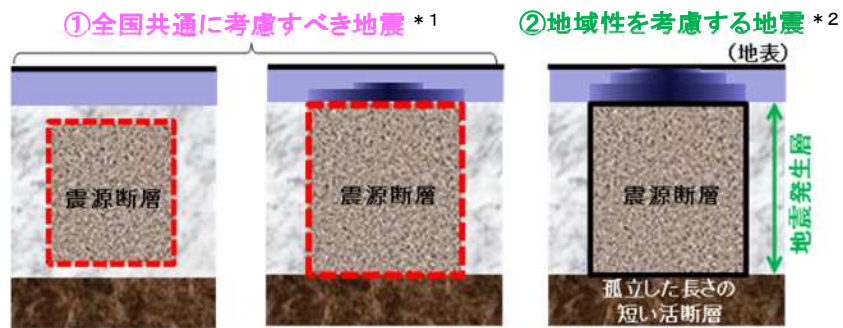 ①全国共通に考慮すべき地震 *1
②地域性を考慮する地震 *2
(地表)
震源断層
震源断層
震源断層
地震発生層
孤立した長さの
短い活断層